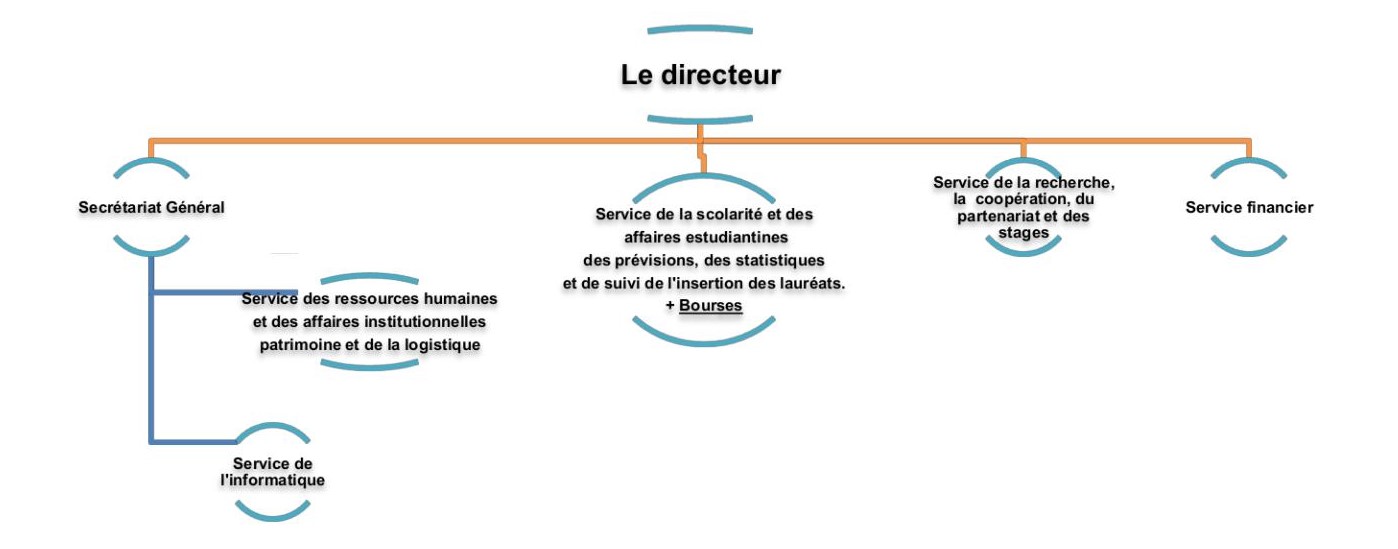 Le directeur
Secrétariat Général
Service de la scolarité et des
affaires estudiantines
des prévisions, des statistiques
et de suivi de l'insertion des lauréats.
+ Bourses
Service de la recherche,
la coopération, du
partenariat et des
stages
Service financier
Service des ressources humaines
et des affaires institutionnelles
patrimoine et de la logistique
Service de
l'informatique